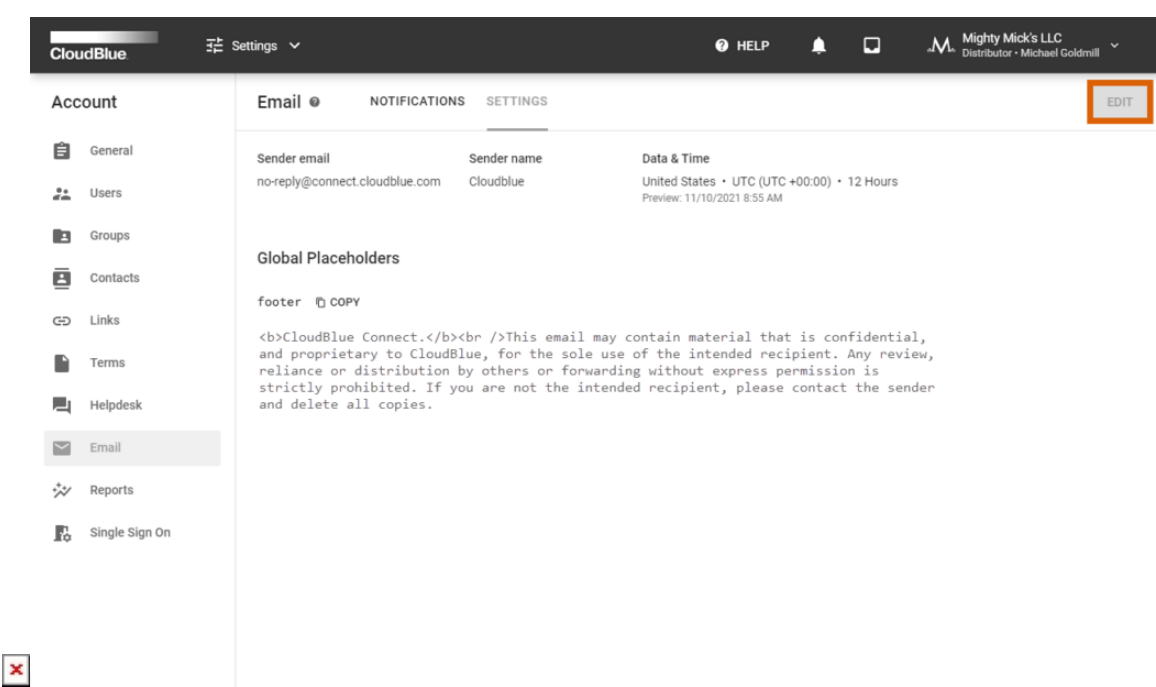 CloudBlue.
Settings
HELP
Mighty Mick's LLC
Distributor • Michael Goldmill
Account
General
Users
Groups
Contacts
Links
Terms
Helpdesk
Email
Reports
Single Sign On
Email
NOTIFICATIONS
SETTINGS
EDIT
Sender email
no-reply@connect.cloudblue.com
Sender name
Cloudblue
Data & Time
United States • UTC (UTC +00:00) • 12 Hours
Preview: 11/10/2021 8:55 AM
Global Placeholders
footer COPY
<b>CloudBlue Connect.</b><br />This email may contain material that is confidential,
and proprietary to CloudBlue, for the sole use of the intended recipient. Any review,
reliance or distribution by others or forwarding without express permission is
strictly prohibited. If you are not the intended recipient, please contact the sender
and delete all copies.